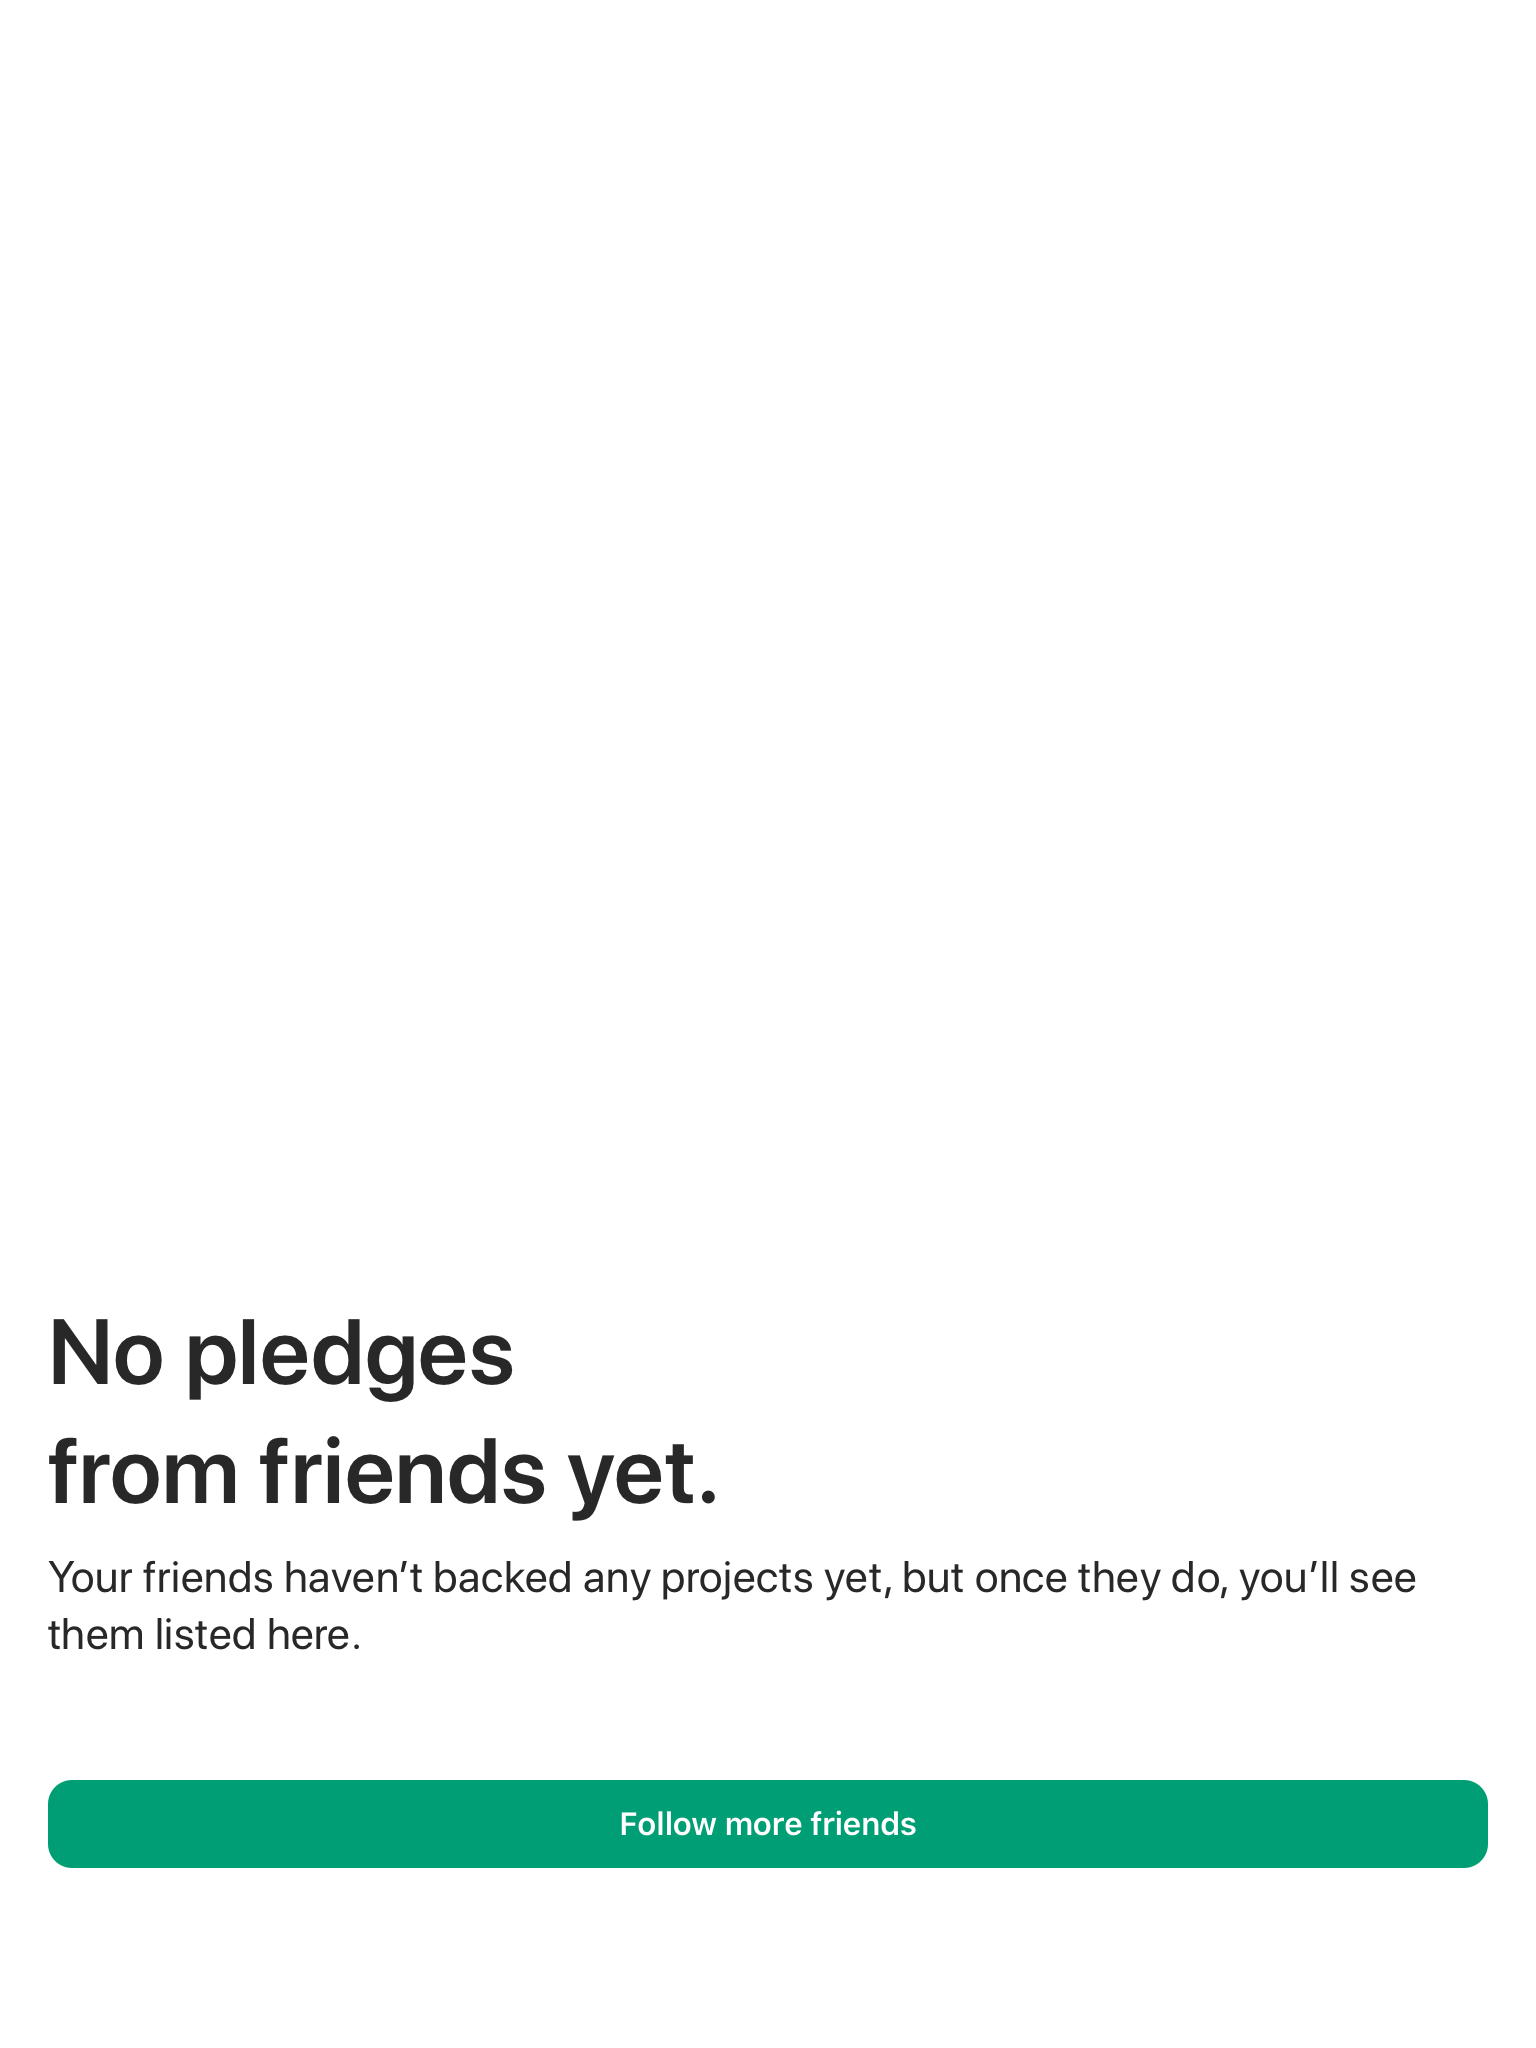 No pledges
from friends yet.
Your friends haven’t backed any projects yet, but once they do, you’ll see
them listed here.
Follow more friends